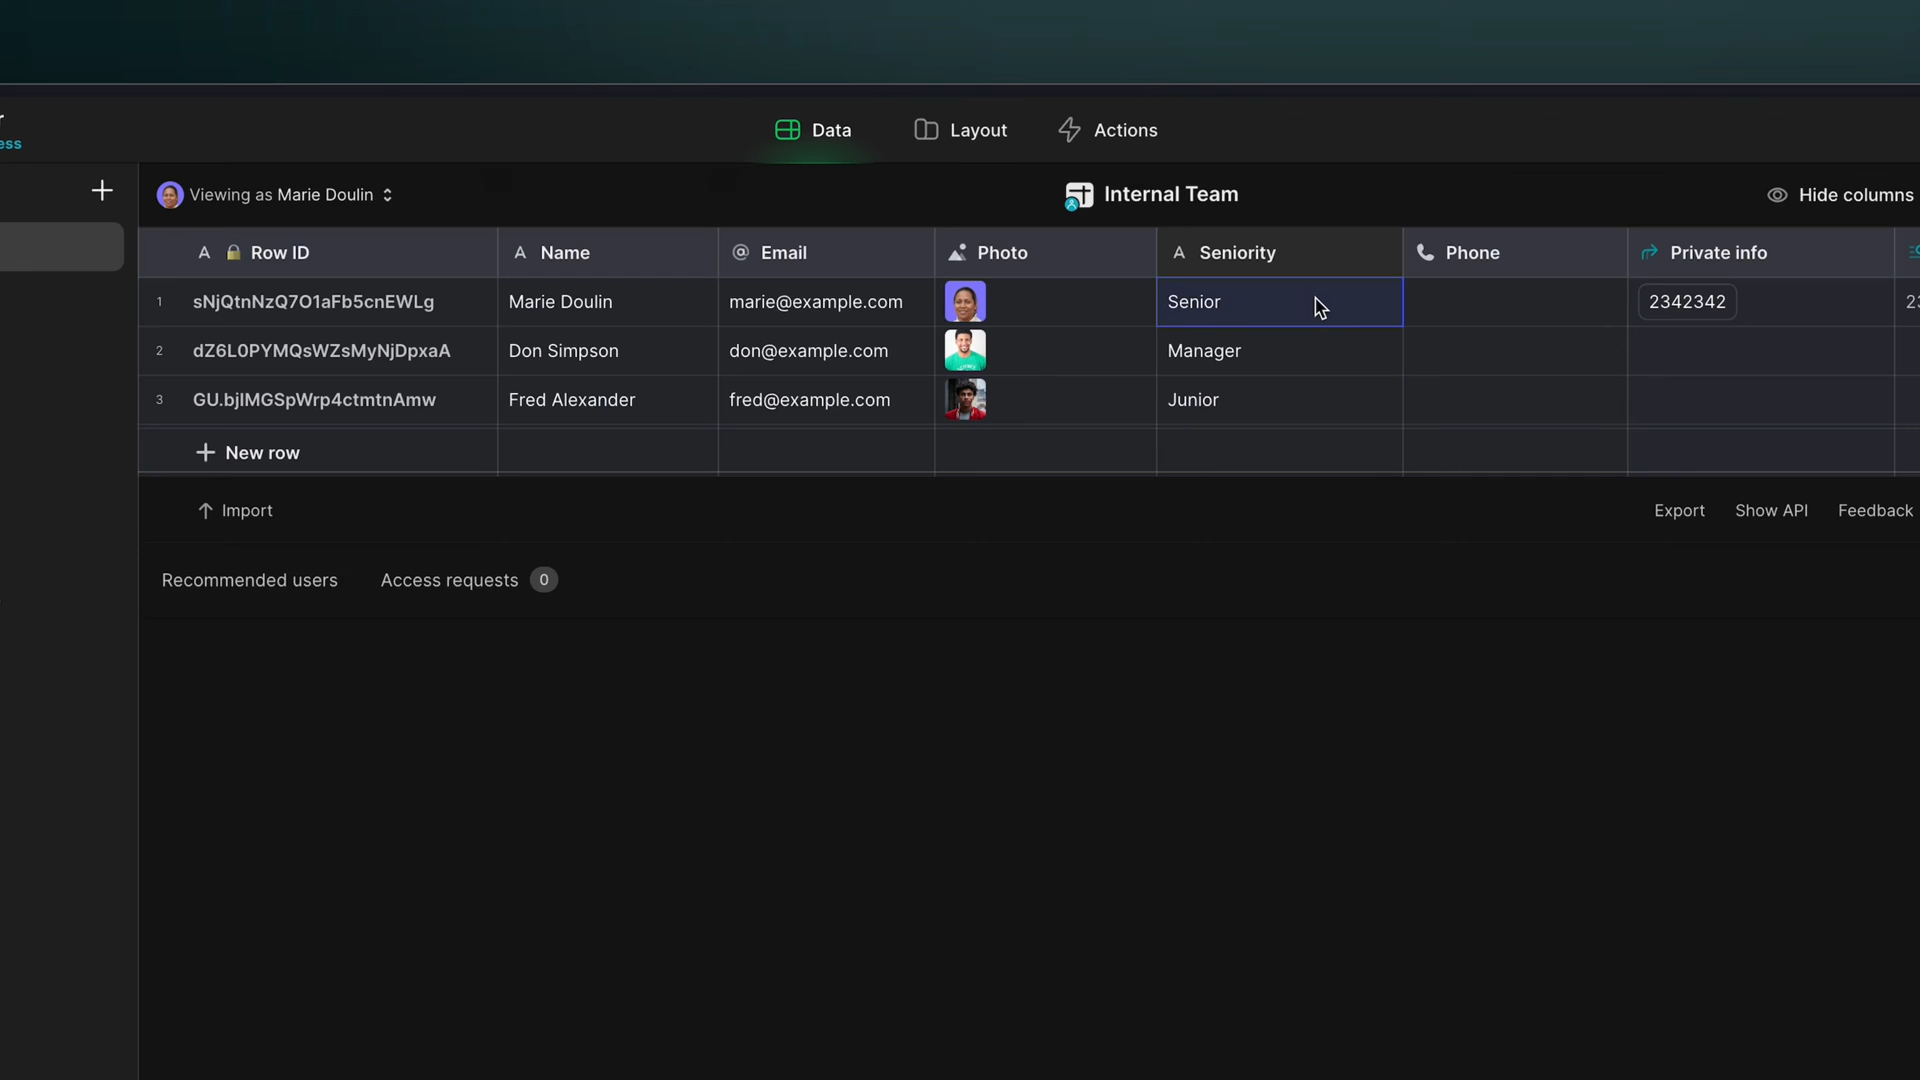 r
ess
Data Layout Actions
Viewing as Marie Doulin Internal Team Hide columns
Row ID Name Email Photo Seniority Phone Private info
1 sNjQtnNzQ7O1aFb5cnEWLg Marie Doulin marie@example.com Senior 2342342 23
2 dZ6L0PYMQsWZsMyNjDpxaA Don Simpson don@example.com Manager
3 GU.bjIMGSpWrp4ctmtnAmw Fred Alexander fred@example.com Junior
New row
Import Export Show API Feedback
Recommended users Access requests 0